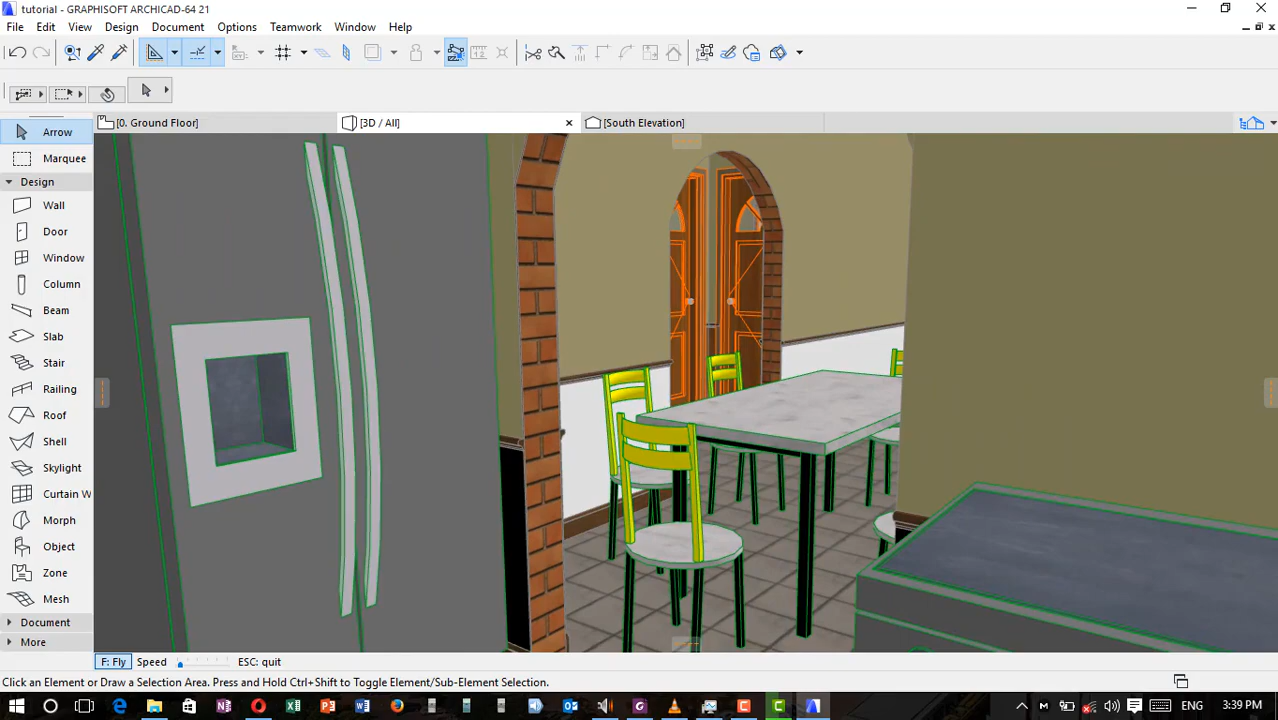 tutorial - GRAPHISOFT ARCHICAD-64 21
File Edit View Design Document Options Teamwork Window Help
[0. Ground Floor] [3D / All] [South Elevation]
Arrow
Marquee
Design
Wall
Door
Window
Column
Beam
Slab
Stair
Railing
Roof
Shell
Skylight
Curtain W
Morph
Object
Zone
Mesh
Document
More
F: Fly Speed ESC: quit
Click an Element or Draw a Selection Area. Press and Hold Ctrl+Shift to Toggle Element/Sub-Element Selection.
ENG 3:39 PM